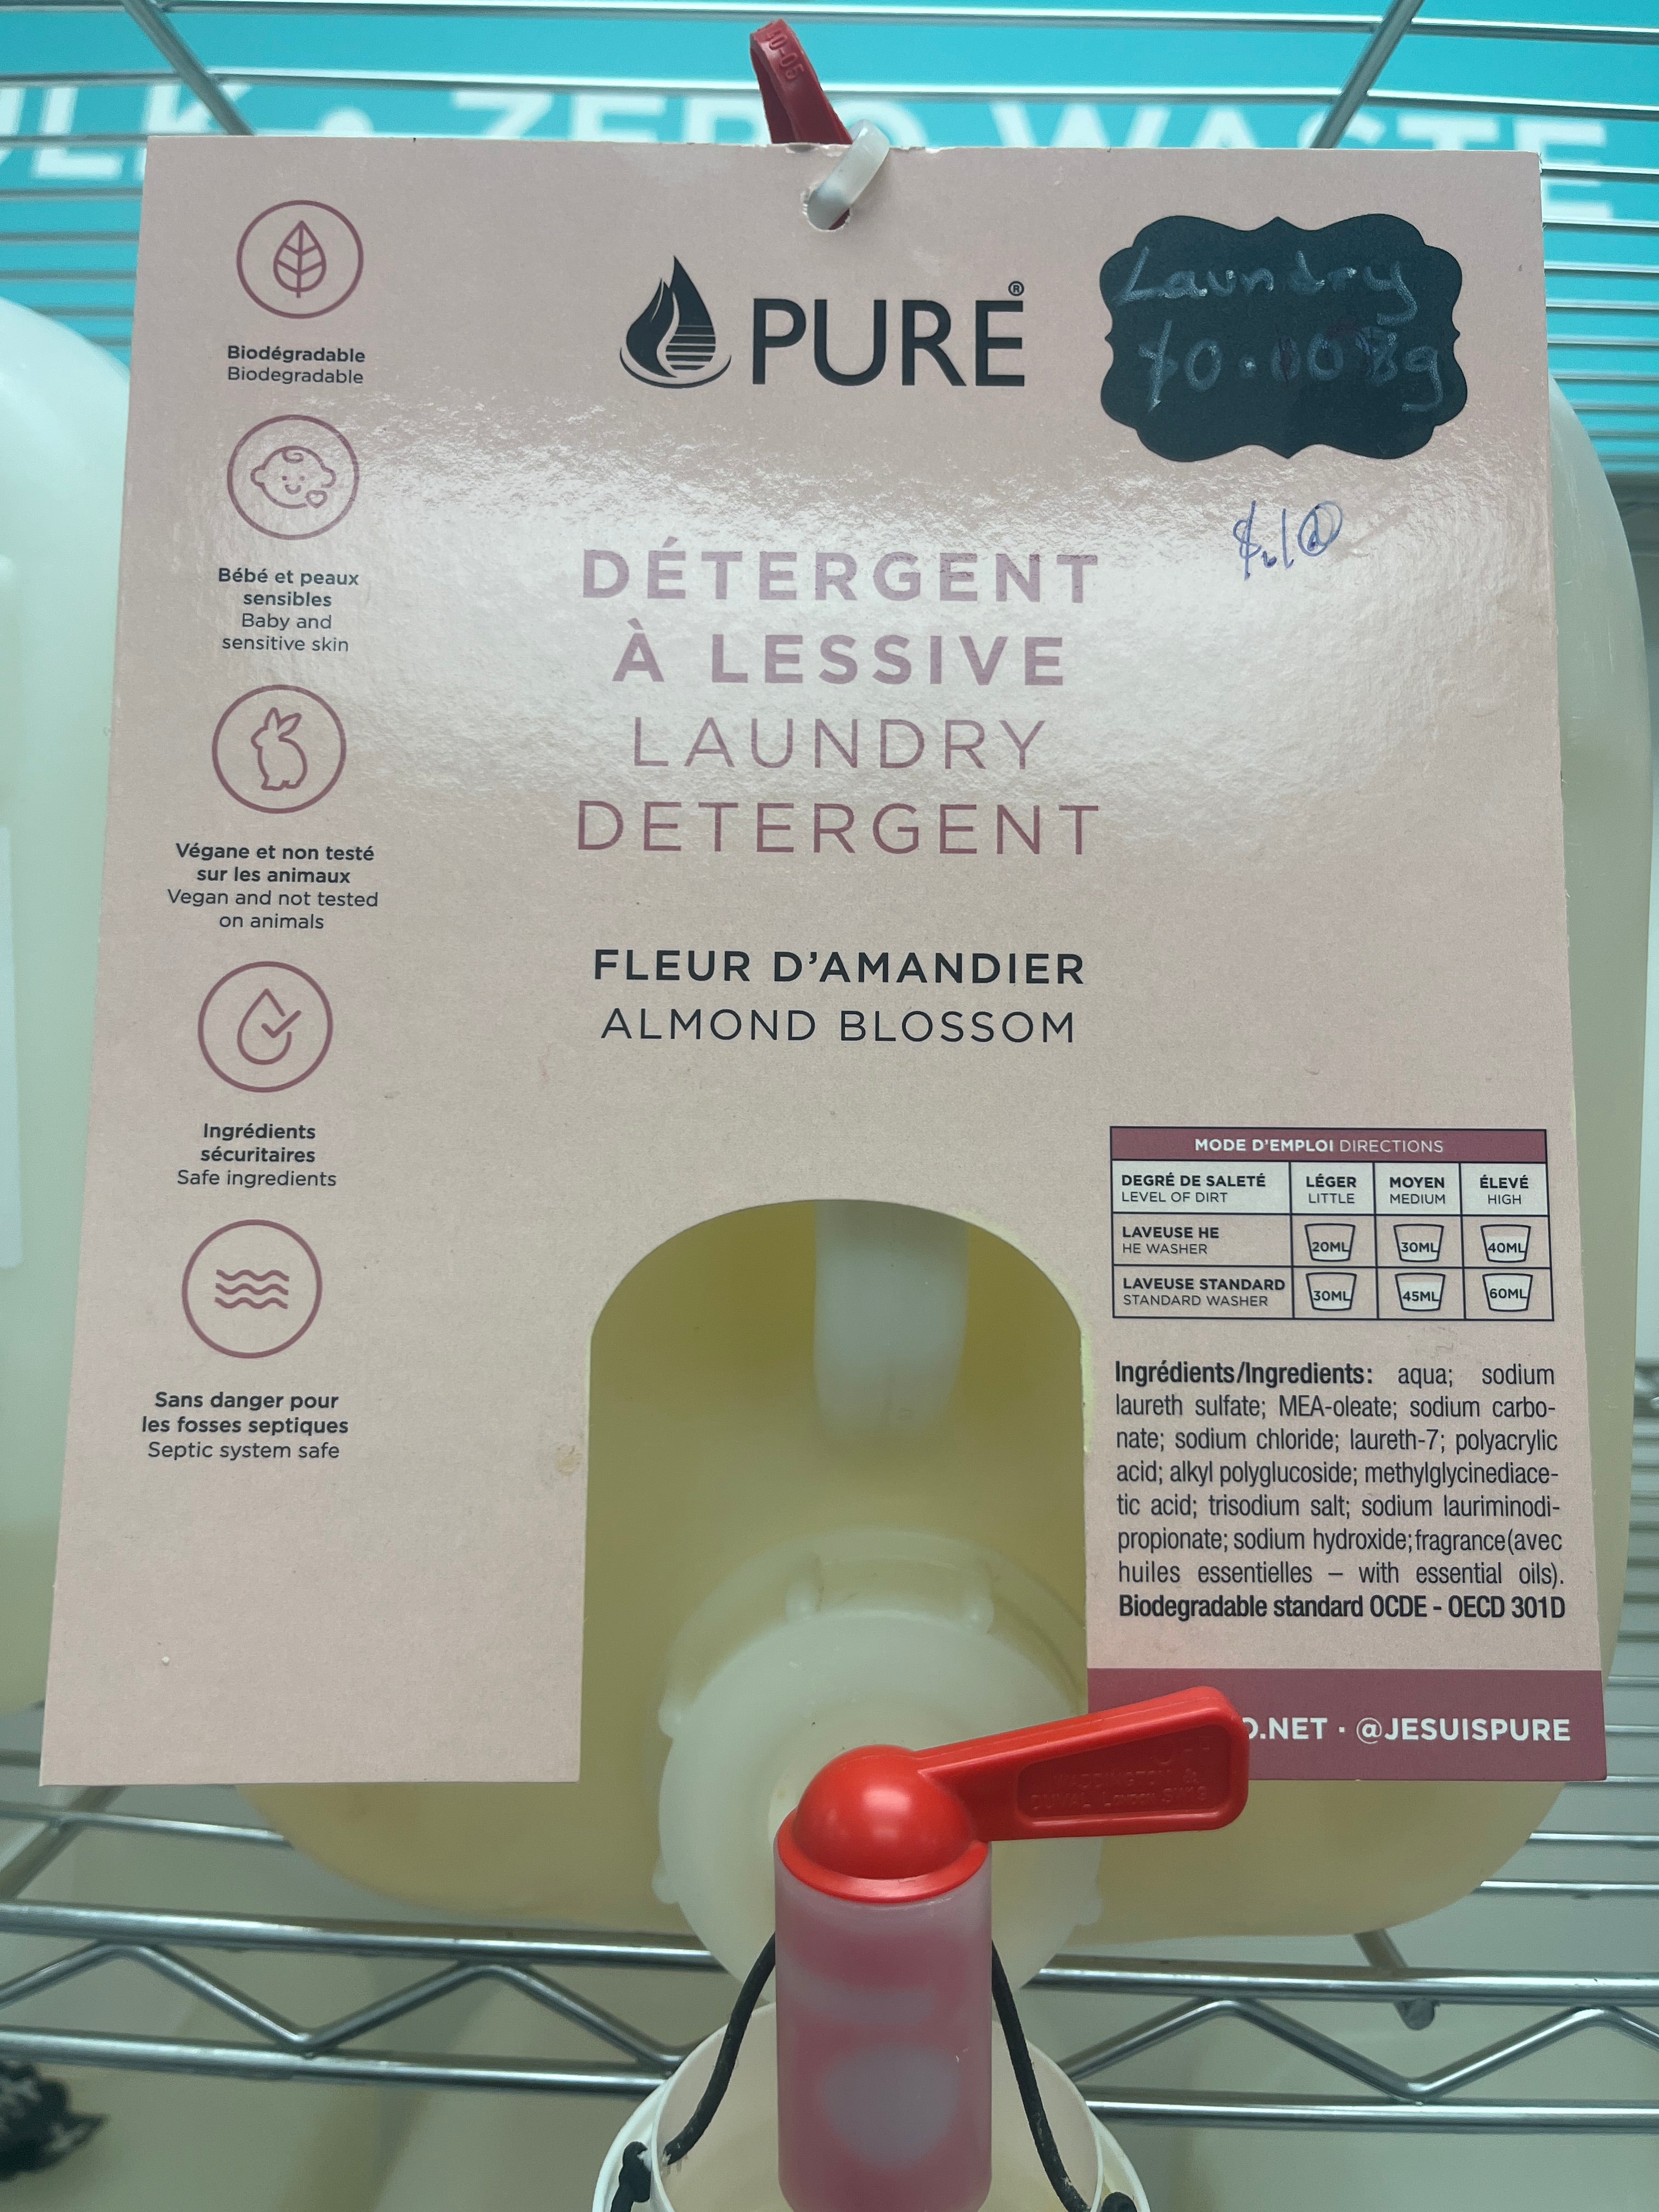 ZERO WASTE
Biodégradable
Biodegradable
Bébé et peaux
sensibles
Baby and
sensitive skin
Végane et non testé
sur les animaux
Vegan and not tested
on animals
Ingrédients
sécuritaires
Safe ingredients
Sans danger pour
les fosses septiques
Septic system safe
PURE®
Laundry
DÉTERGENT
À LESSIVE
LAUNDRY
DETERGENT
FLEUR D'AMANDIER
ALMOND BLOSSOM
MODE D'EMPLOI DIRECTIONS
DEGRÉ DE SALETÉ LÉGER MOYEN ÉLEVÉ
LEVEL OF DIRT LITTLE MEDIUM HIGH
LAVEUSE HE
HE WASHER 20ML 30ML 40ML
LAVEUSE STANDARD
STANDARD WASHER 30ML 45ML 60ML
Ingrédients/Ingredients: aqua; sodium
laureth sulfate; MEA-oleate; sodium carbo-
nate; sodium chloride; laureth-7; polyacrylic
acid; alkyl polyglucoside; methylglycinediace-
tic acid; trisodium salt; sodium lauriminodi-
propionate; sodium hydroxide; fragrance (avec
huiles essentielles – with essential oils).
Biodegradable standard OCDE - OECD 301D
O.NET · @JESUISPURE
WADDINGTON &
DUVAL London